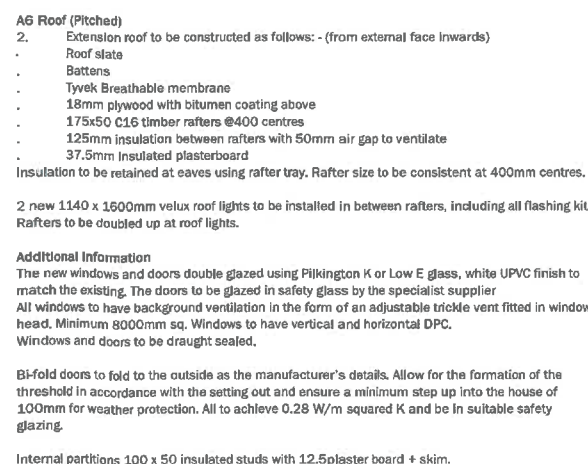 A6 Roof (Pitched)
2. Extension roof to be constructed as follows: - (from external face inwards)
. Roof slate
. Battens
. Tyvek Breathable membrane
. 18mm plywood with bitumen coating above
. 175x50 C16 timber rafters @400 centres
. 125mm insulation between rafters with 50mm air gap to ventilate
. 37.5mm Insulated plasterboard
Insulation to be retained at eaves using rafter tray. Rafter size to be consistent at 400mm centres.
2 new 1140 x 1600mm velux roof lights to be installed in between rafters, including all flashing kit
Rafters to be doubled up at roof lights.
Additional Information
The new windows and doors double glazed using Pilkington K or Low E glass, white UPVC finish to
match the existing. The doors to be glazed in safety glass by the specialist supplier
All windows to have background ventilation in the form of an adjustable trickle vent fitted in window
head. Minimum 8000mm sq. Windows to have vertical and horizontal DPC.
Windows and doors to be draught sealed.
Bi-fold doors to fold to the outside as the manufacturer's details. Allow for the formation of the
threshold in accordance with the setting out and ensure a minimum step up into the house of
100mm for weather protection. All to achieve 0.28 W/m squared K and be in suitable safety
glazing.
Internal partitions 100 x 50 insulated studs with 12.5plaster board + skim.